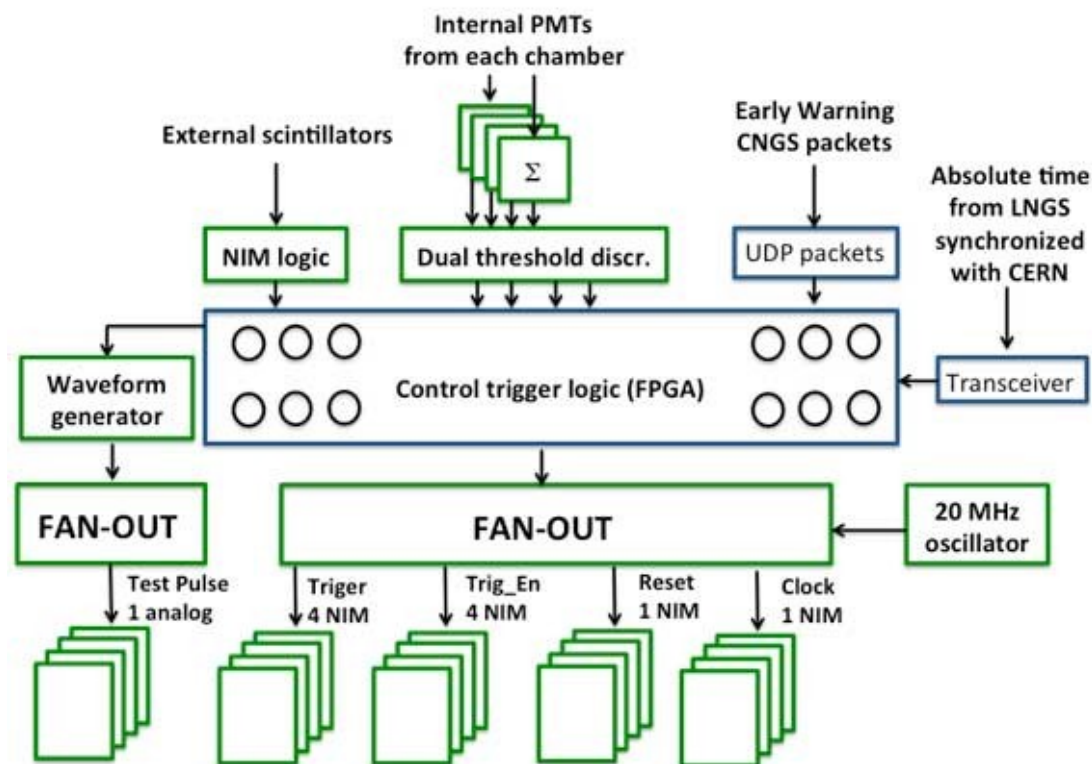 Internal PMTs
from each chamber
External scintillators
Early Warning
CNGS packets
Absolute time
from LNGS
synchronized
with CERN
Σ
NIM logic
Dual threshold discr.
UDP packets
Transceiver
Control trigger logic (FPGA)
Waveform
generator
FAN-OUT
FAN-OUT
20 MHz
oscillator
Test Pulse
1 analog
Triger
4 NIM
Trig_En
4 NIM
Reset
1 NIM
Clock
1 NIM